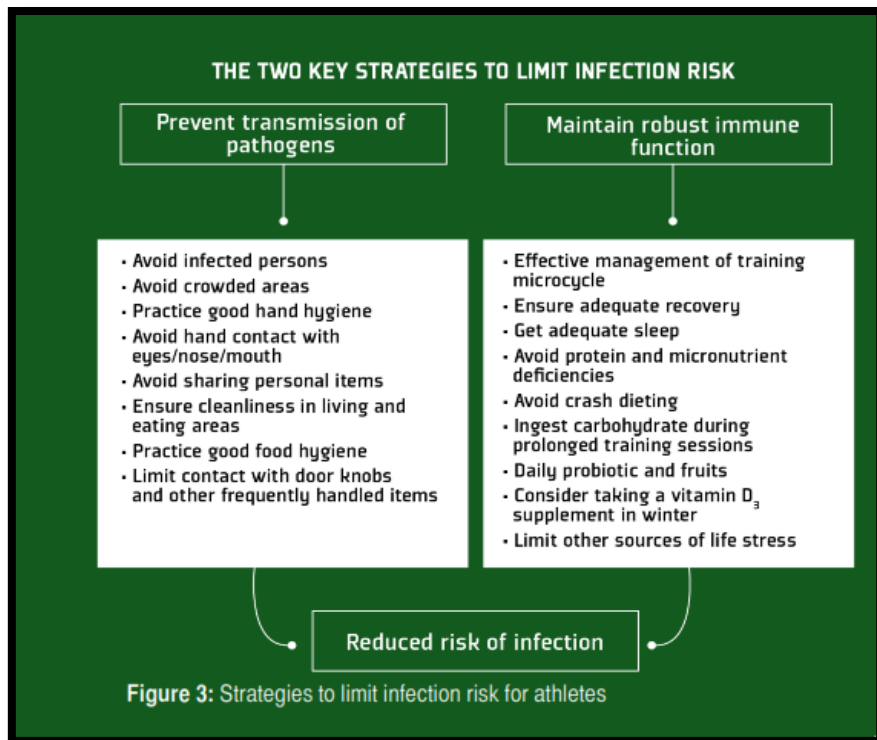 THE TWO KEY STRATEGIES TO LIMIT INFECTION RISK
Prevent transmission of
pathogens
Maintain robust immune
function
· Avoid infected persons
· Avoid crowded areas
· Practice good hand hygiene
· Avoid hand contact with
eyes/nose/mouth
· Avoid sharing personal items
· Ensure cleanliness in living and
eating areas
· Practice good food hygiene
· Limit contact with door knobs
and other frequently handled items
· Effective management of training
microcycle
· Ensure adequate recovery
· Get adequate sleep
· Avoid protein and micronutrient
deficiencies
· Avoid crash dieting
· Ingest carbohydrate during
prolonged training sessions
· Daily probiotic and fruits
· Consider taking a vitamin D₃
supplement in winter
· Limit other sources of life stress
Reduced risk of infection
Figure 3: Strategies to limit infection risk for athletes